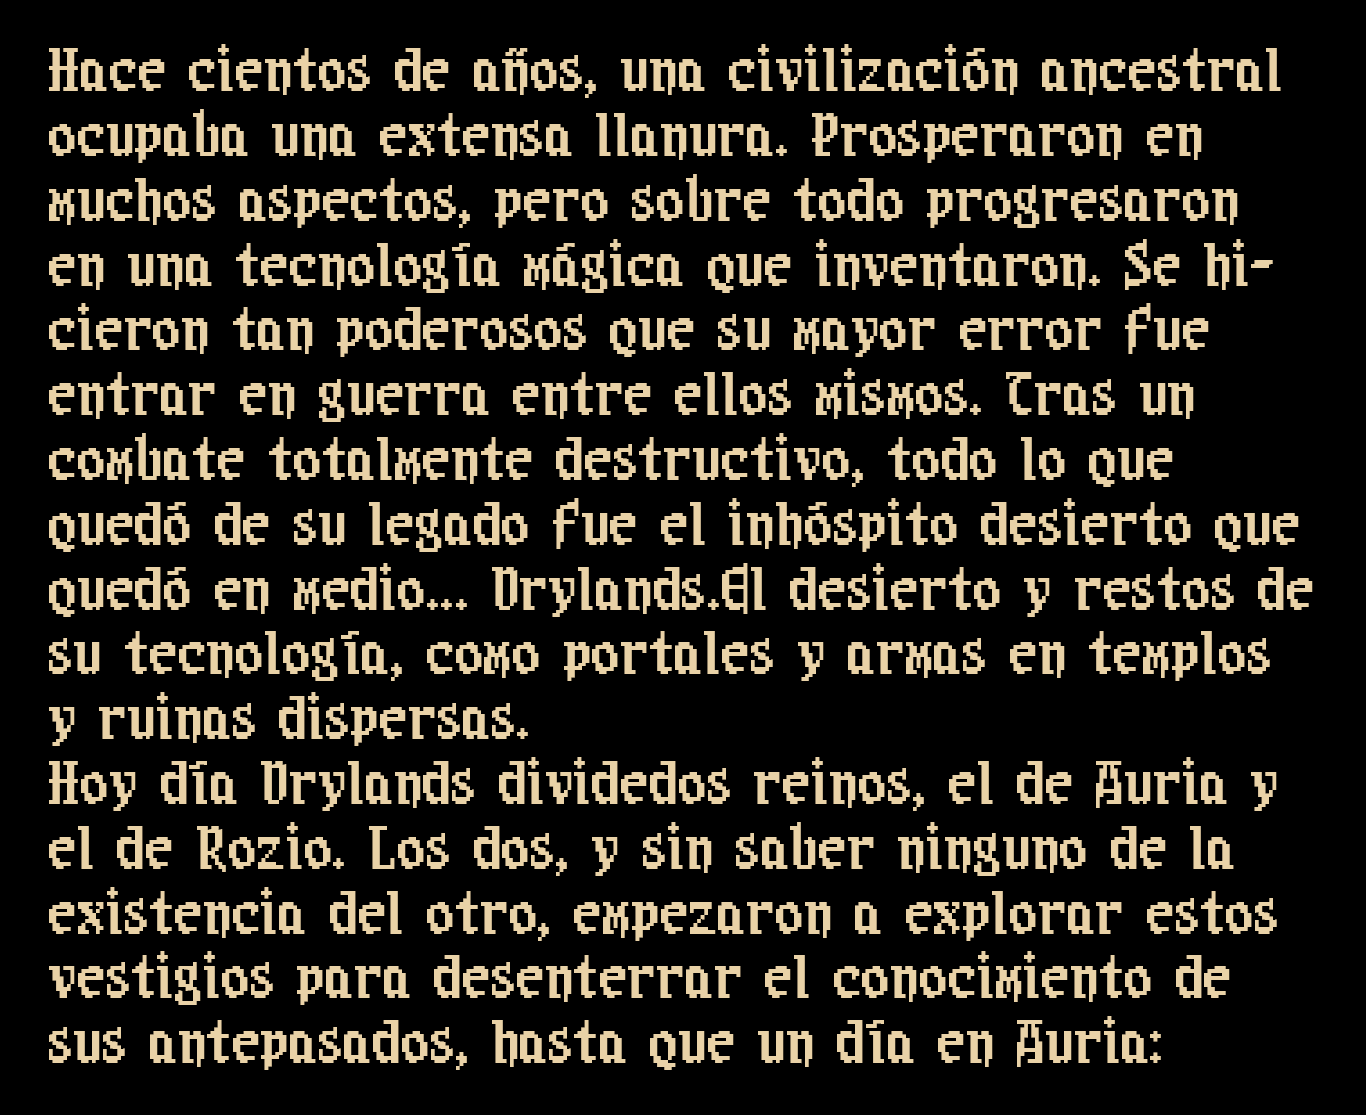 Hace cientos de años, una civilización ancestral
ocupaba una extensa llanura. Prosperaron en
muchos aspectos, pero sobre todo progresaron
en una tecnología mágica que inventaron. Se hi-
cieron tan poderosos que su mayor error fue
entrar en guerra entre ellos mismos. Tras un
combate totalmente destructivo, todo lo que
quedó de su legado fue el inhóspito desierto que
quedó en medio... Drylands.El desierto y restos de
su tecnología, como portales y armas en templos
y ruinas dispersas.
Hoy día Drylands dividedos reinos, el de Auria y
el de Rozio. Los dos, y sin saber ninguno de la
existencia del otro, empezaron a explorar estos
vestigios para desenterrar el conocimiento de
sus antepasados, hasta que un día en Auria: